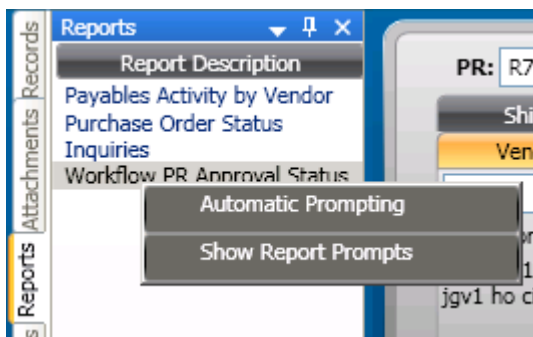 Records
Attachments
Reports
Reports
Report Description
Payables Activity by Vendor
Purchase Order Status
Inquiries
Workflow PR Approval Status
Automatic Prompting
Show Report Prompts
PR: R7
Shi
Ven
jgv1 ho c